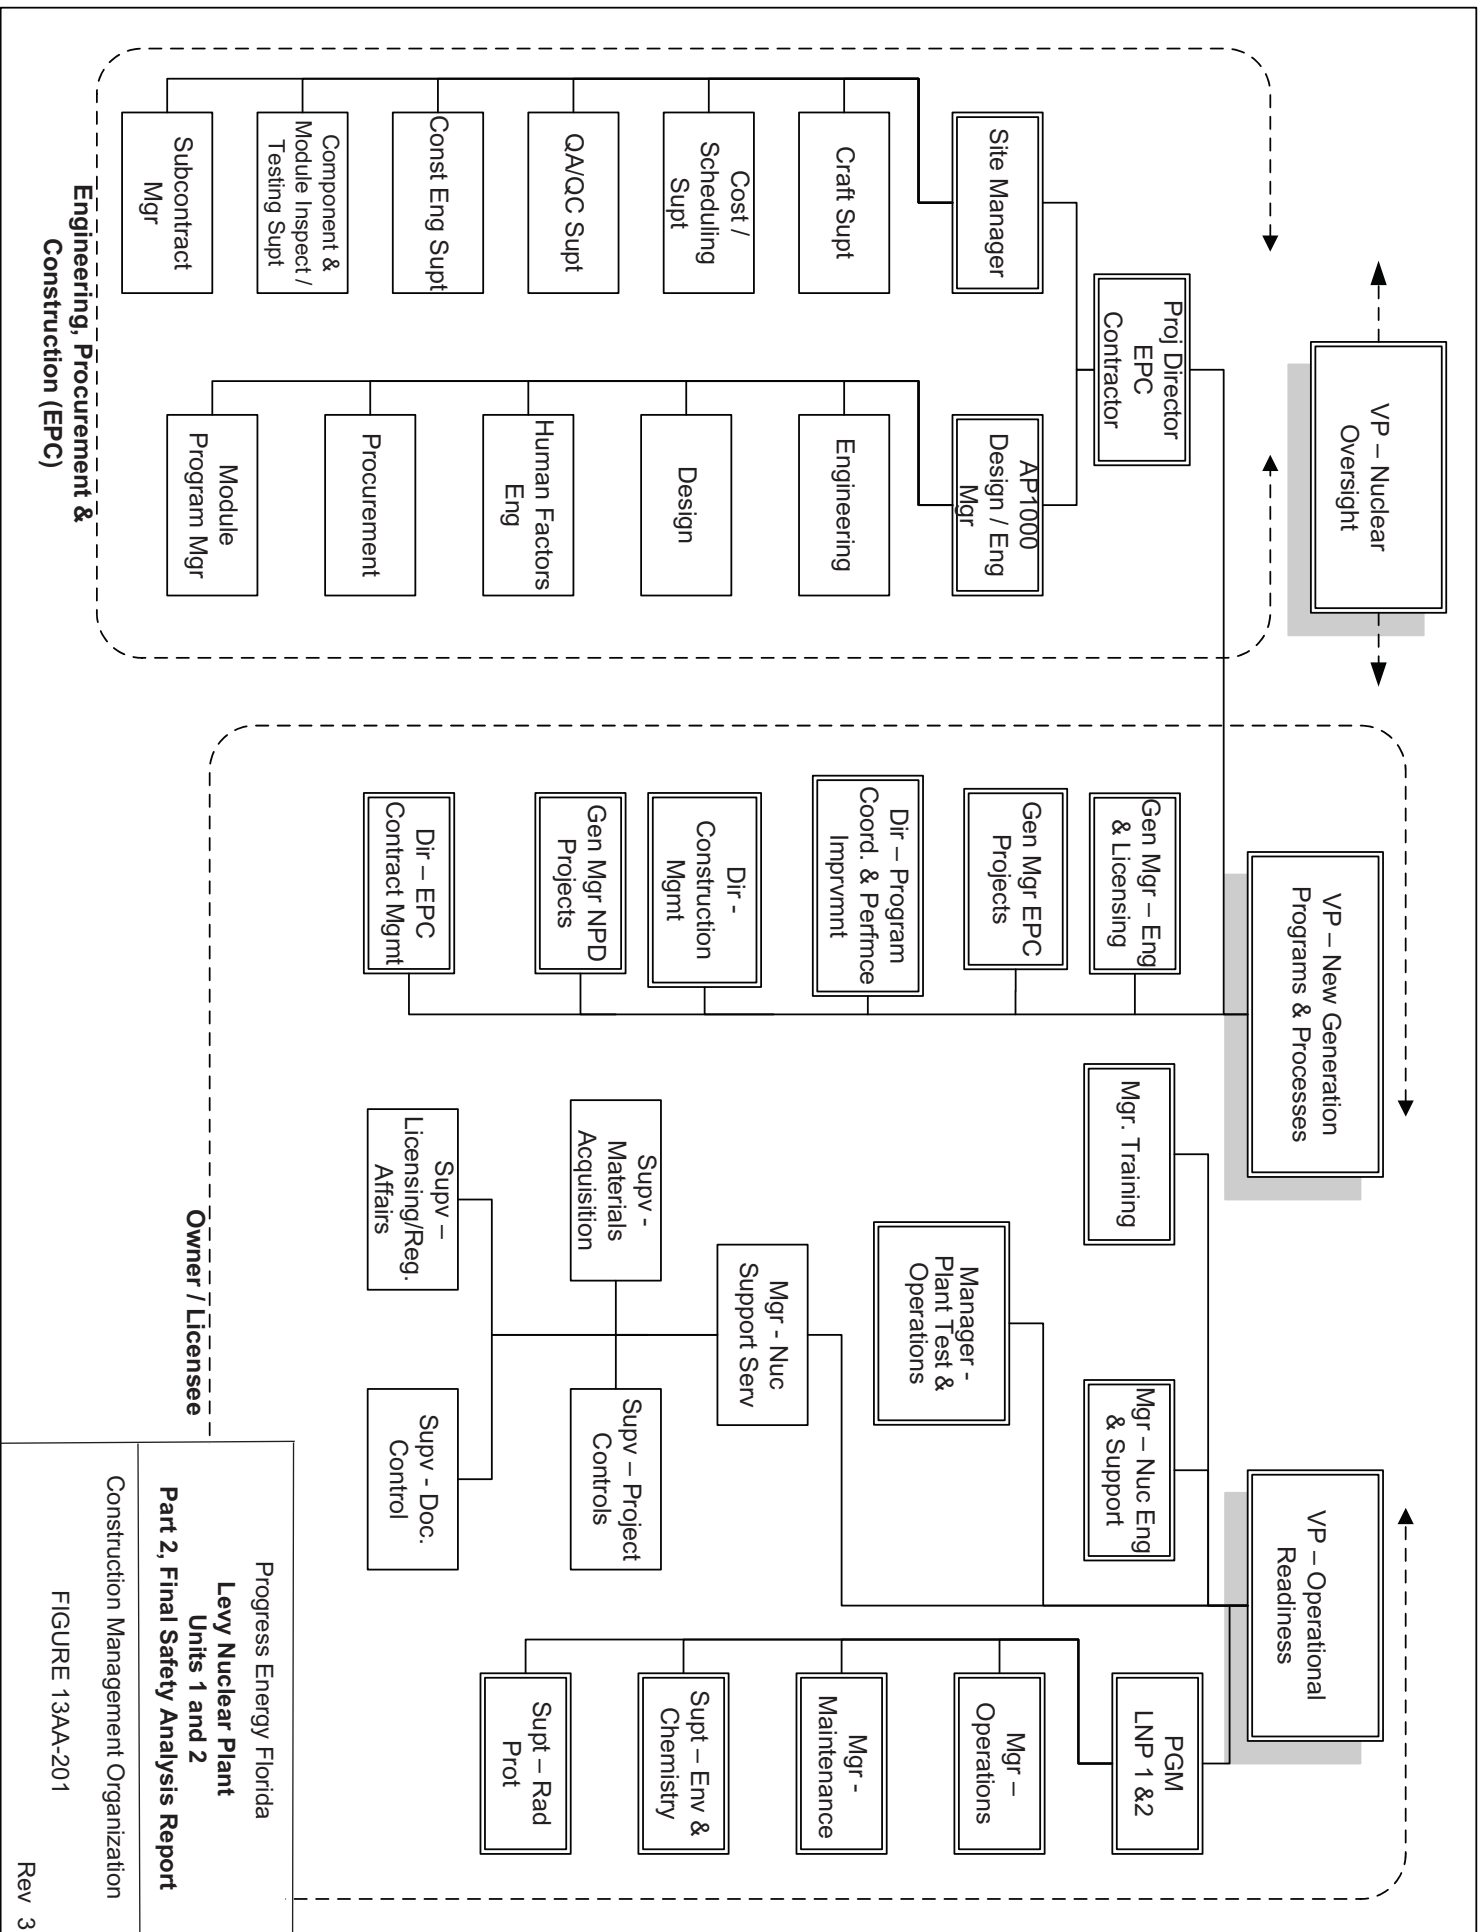 VP – Nuclear
Oversight
VP – New Generation
Programs & Processes
VP – Operational
Readiness
Proj Director
EPC
Contractor
Site Manager
Craft Supt
Cost /
Scheduling
Supt
QA/QC Supt
Const Eng Supt
Component &
Module Inspect /
Testing Supt
Subcontract
Mgr
AP1000
Design / Eng
Mgr
Engineering
Design
Human Factors
Eng
Procurement
Module
Program Mgr
Engineering, Procurement &
Construction (EPC)
Gen Mgr – Eng
& Licensing
Gen Mgr EPC
Projects
Dir – Program
Coord. & Perfmce
Imprvmnt
Dir -
Construction
Mgmt
Gen Mgr NPD
Projects
Dir – EPC
Contract Mgmt
Mgr. Training
Mgr – Nuc Eng
& Support
Manager -
Plant Test &
Operations
Mgr - Nuc
Support Serv
Supv -
Materials
Acquisition
Supv – Project
Controls
Supv –
Licensing/Reg.
Affairs
Supv - Doc.
Control
PGM
LNP 1 &2
Mgr –
Operations
Mgr -
Maintenance
Supt – Env &
Chemistry
Supt – Rad
Prot
Owner / Licensee
Progress Energy Florida
Levy Nuclear Plant
Units 1 and 2
Part 2, Final Safety Analysis Report
Construction Management Organization
FIGURE 13AA-201
Rev 3